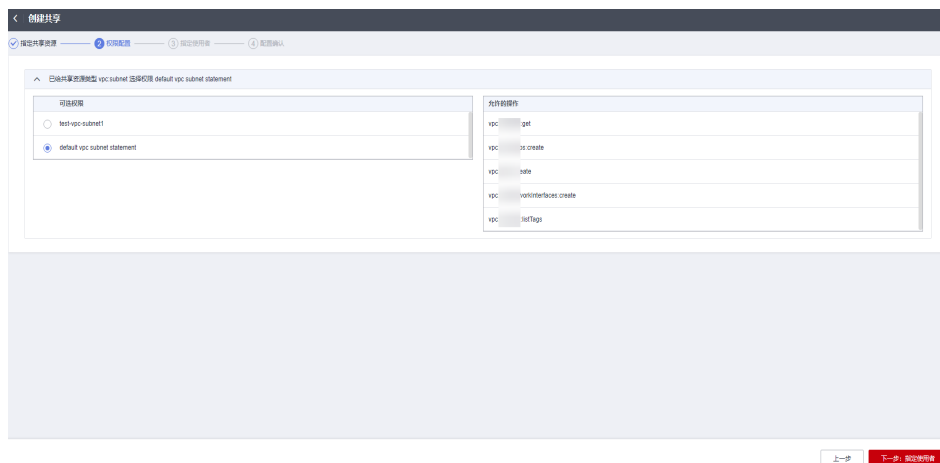 创建共享
指定共享资源 2 权限配置 3 指定使用者 4 配置确认
已给共享资源类型 vpc:subnet 选择权限 default vpc subnet statement
可选权限
test-vpc-subnet1
default vpc subnet statement
允许的操作
vpc: :get
vpc: os:create
vpc: eate
vpc: vorkInterfaces:create
vpc: :listTags
上一步 下一步：指定使用者